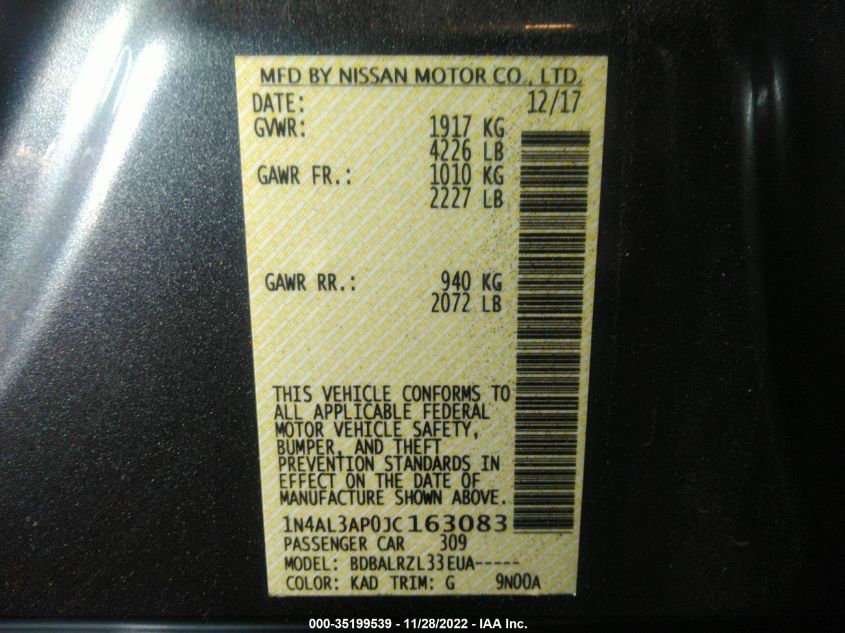 MFD BY NISSAN MOTOR CO., LTD.
DATE: 12/17
GVWR: 1917 KG
4226 LB
GAWR FR.: 1010 KG
2227 LB
GAWR RR.: 940 KG
2072 LB
THIS VEHICLE CONFORMS TO
ALL APPLICABLE FEDERAL
MOTOR VEHICLE SAFETY,
BUMPER, AND THEFT
PREVENTION STANDARDS IN
EFFECT ON THE DATE OF
MANUFACTURE SHOWN ABOVE.
1N4AL3AP0JC163083
PASSENGER CAR 309
MODEL: BDBALRZL33EUA-----
COLOR: KAD TRIM: G 9N00A
000-35199539 - 11/28/2022 - IAA Inc.